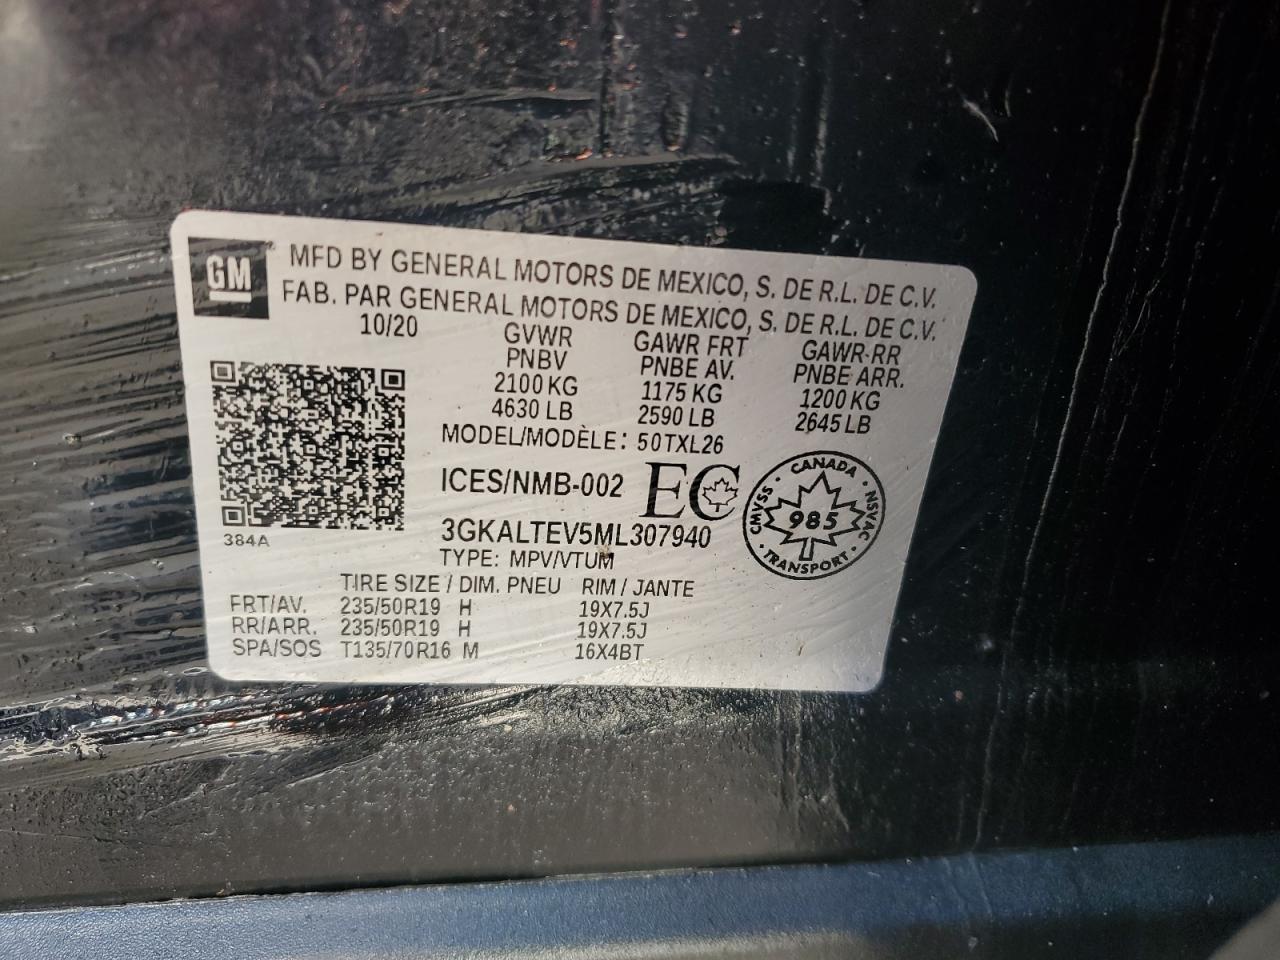 GM
MFD BY GENERAL MOTORS DE MEXICO, S. DE R.L. DE C.V.
FAB. PAR GENERAL MOTORS DE MEXICO, S. DE R.L. DE C.V.
10/20 GVWR GAWR FRT GAWR RR
PNBV PNBE AV. PNBE ARR.
2100 KG 1175 KG 1200 KG
4630 LB 2590 LB 2645 LB
MODEL/MODÈLE: 50TXL26
ICES/NMB-002 EC
CANADA
CMVSS 985 NSVAC
TRANSPORT
3GKALTEV5ML307940
384A
TYPE: MPV/VTUM
TIRE SIZE / DIM. PNEU RIM / JANTE
FRT/AV. 235/50R19 H 19X7.5J
RR/ARR. 235/50R19 H 19X7.5J
SPA/SOS T135/70R16 M 16X4BT